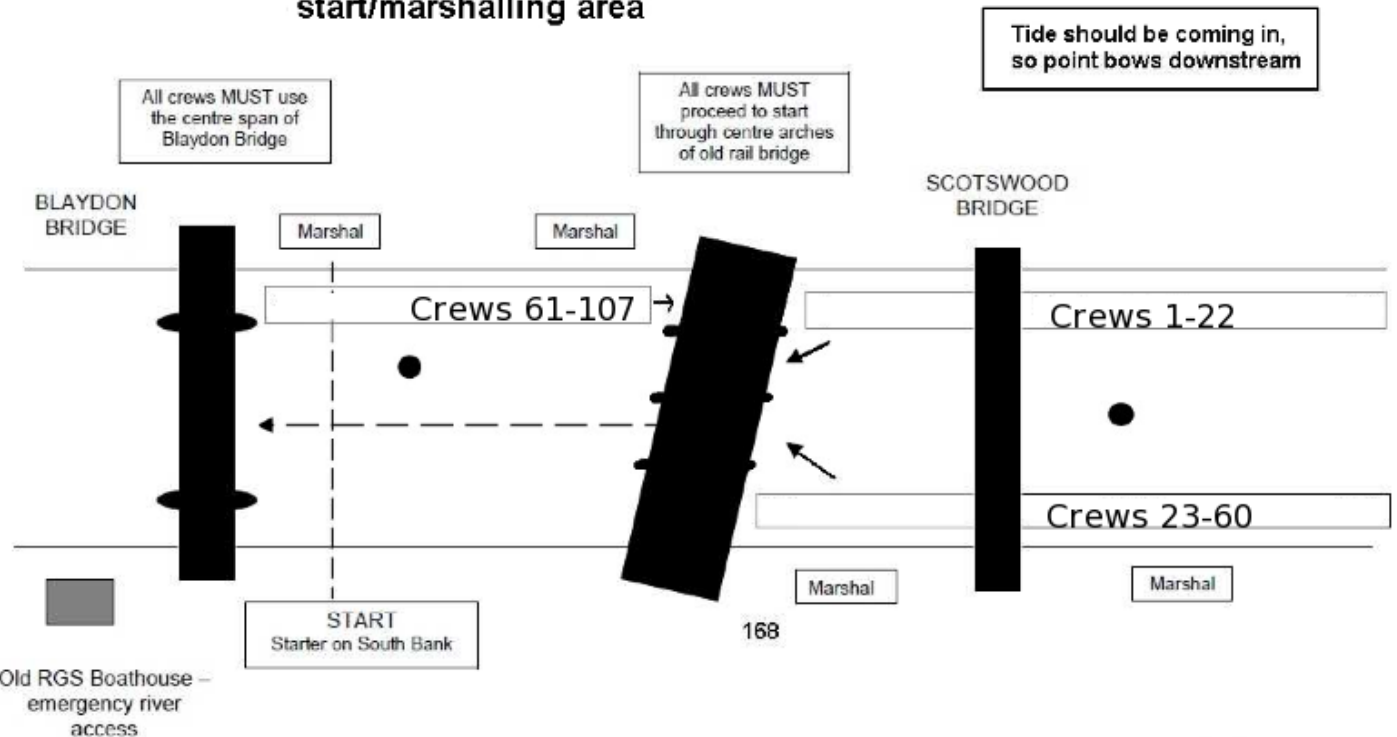 start/marshalling area
Tide should be coming in,
so point bows downstream
All crews MUST use
the centre span of
Blaydon Bridge
All crews MUST
proceed to start
through centre arches
of old rail bridge
BLAYDON
BRIDGE
SCOTSWOOD
BRIDGE
Marshal
Marshal
Crews 61-107
Crews 1-22
Crews 23-60
Marshal
Marshal
START
Starter on South Bank
168
Old RGS Boathouse –
emergency river
access